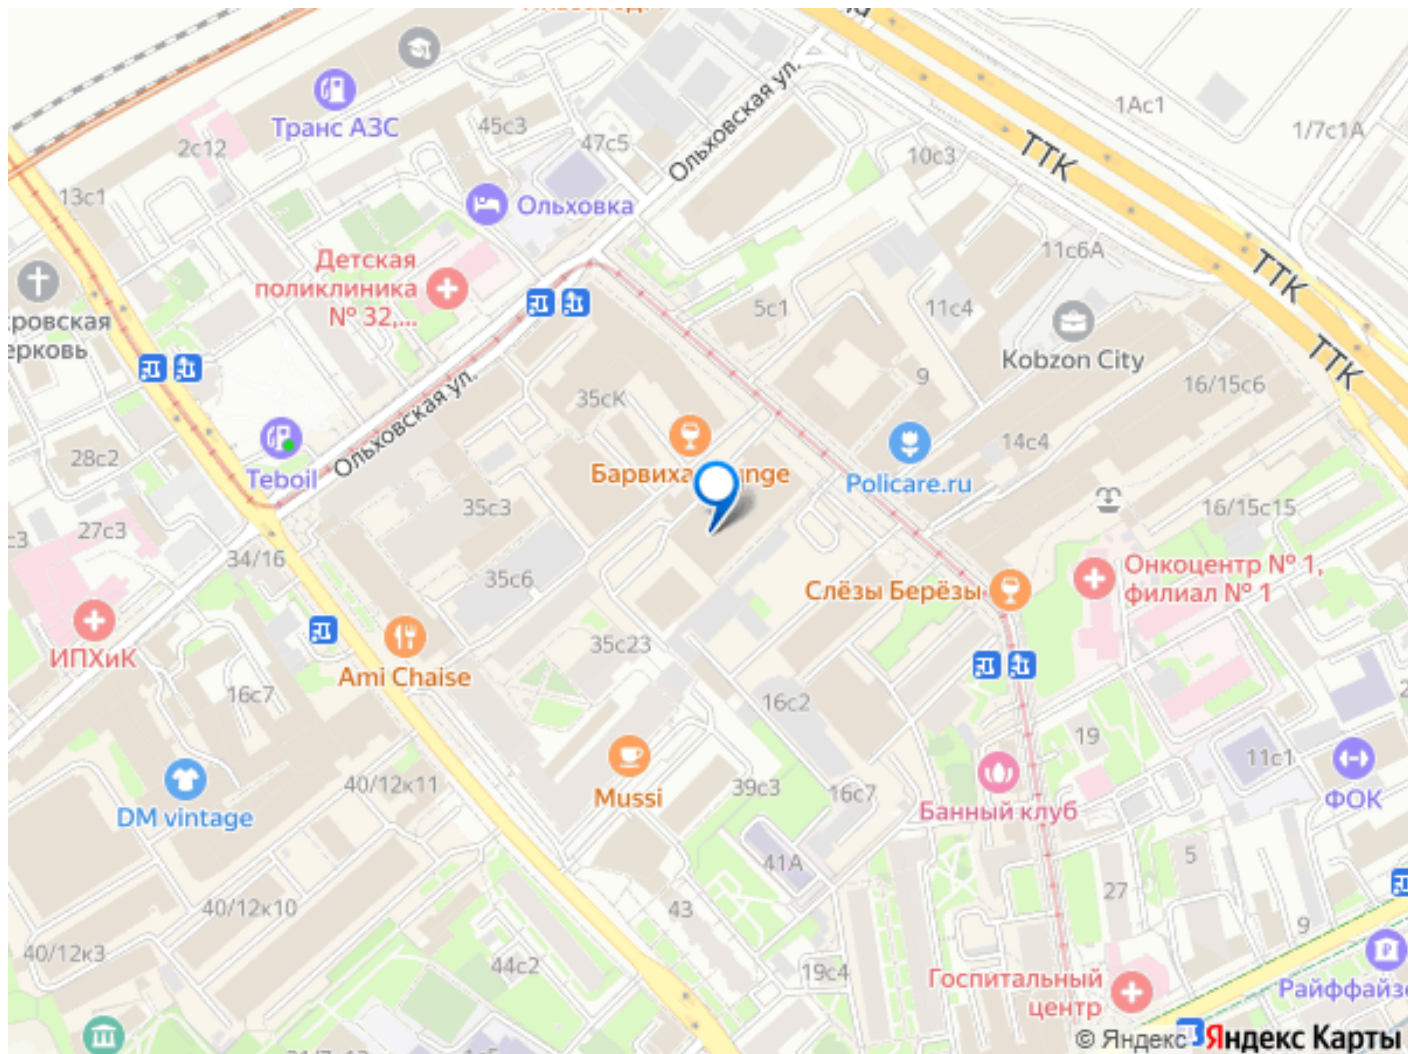 Транс АЗС
2с12
45с3
47с5
Ольховская ул.
13с1
Ольховка
10с3
ТТК
1Ас1
1/7с1А
Детская
поликлиника
№ 32,...
11с6А
ТТК
5с1
11с4
ровская
ерковь
Kobzon City
ТТК
9
16/15с6
35сК
Ольховская ул.
Барвиха
nge
14с4
28с2
Teboil
Policare.ru
35с3
16/15с15
27с3
с3
34/16
35с6
Онкоцентр № 1,
филиал № 1
Слёзы Берёзы
ИПХиК
35с23
Ami Chaise
16с7
16с2
19
11с1
40/12к11
Mussi
39с3
16с7
Банный клуб
ФОК
DM vintage
41А
5
27
40/12к10
43
9
40/12к3
44с2
19с4
Госпитальный
центр
Райффайз
© Яндекс
Яндекс Карты